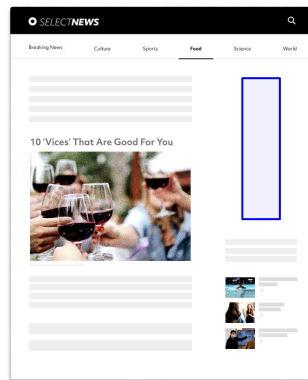 SELECTNEWS
Breaking News Culture Sports Food Science World
10 'Vices' That Are Good For You